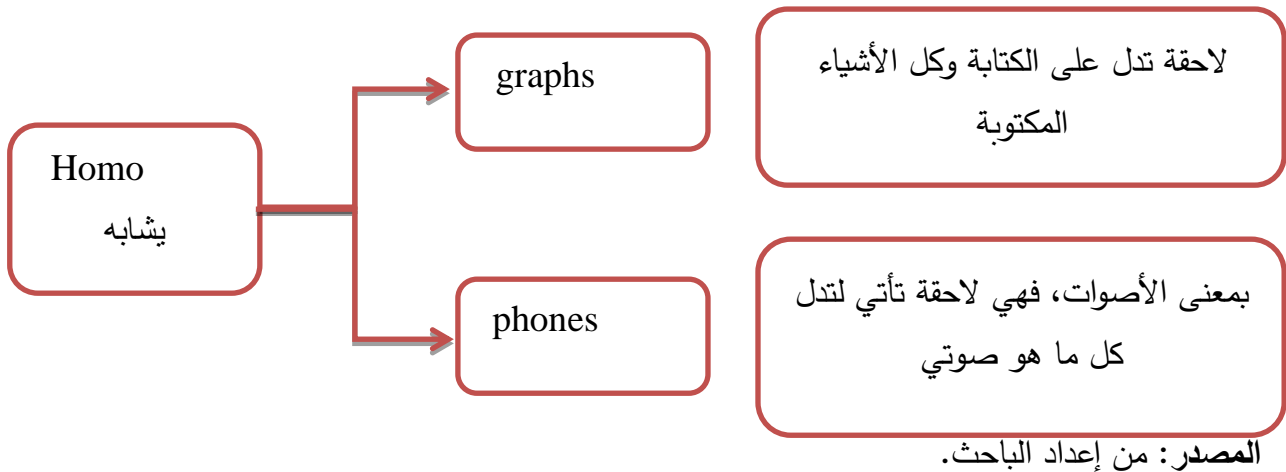 Homo
يشابه
graphs
لاحقة تدل على الكتابة وكل الأشياء
المكتوبة
phones
بمعنى الأصوات، فهي لاحقة تأتي لتدل
كل ما هو صوتي
المصدر: من إعداد الباحث.